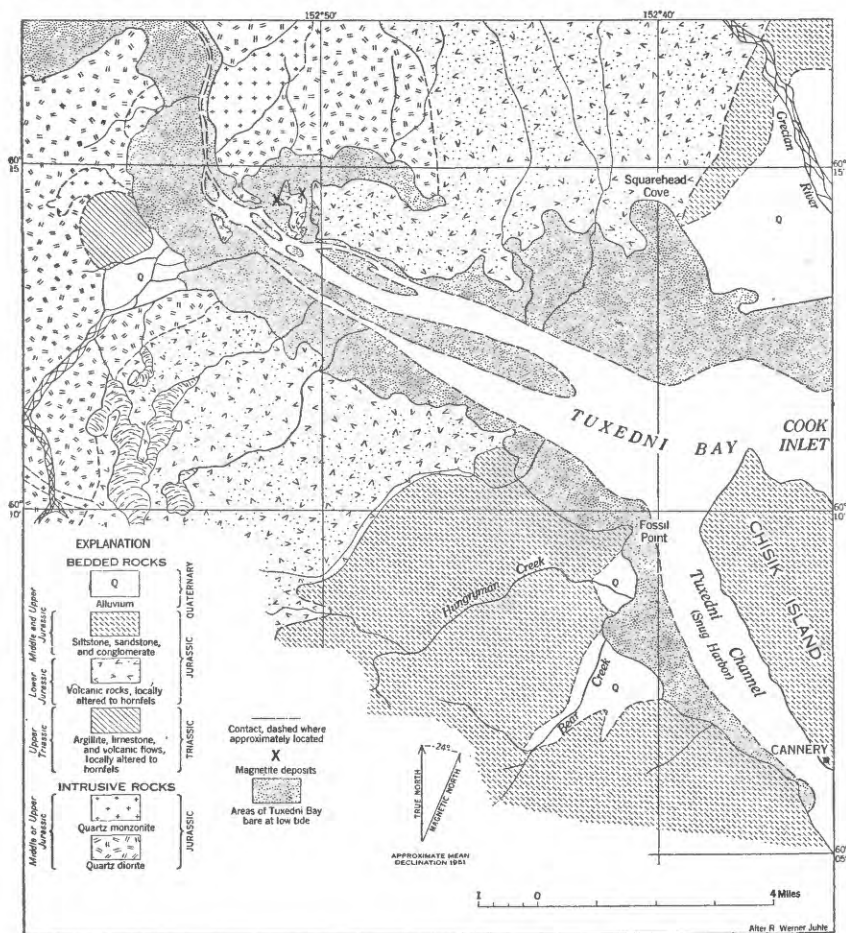 152°50'
152°40'
60°
15'
Grecian
River
Squarehead
Cove
60°
15'
Q
Q
TUXEDNI BAY
COOK
INLET
60°
10'
60°
10'
Fossil
Point
CHISIK
ISLAND
Hungryman Creek
Q
Tuxedni
(Snug Harbor)
Channel
Bear Creek
Q
CANNERY
60°
05'
EXPLANATION
BEDDED ROCKS
Q
Alluvium
QUATERNARY
Middle and Upper
Jurassic
Siltstone, sandstone,
and conglomerate
Lower
Jurassic
Volcanic rocks, locally
altered to hornfels
JURASSIC
Upper
Triassic
Argillite, limestone,
and volcanic flows,
locally altered to
hornfels
TRIASSIC
INTRUSIVE ROCKS
Middle or Upper
Jurassic
Quartz monzonite
Quartz diorite
JURASSIC
Contact, dashed where
approximately located
X
Magnetite deposits
Areas of Tuxedni Bay
bare at low tide
TRUE NORTH
MAGNETIC NORTH
APPROXIMATE MEAN
DECLINATION 1951
1 0 4 Miles
After R. Werner Juhle
X X